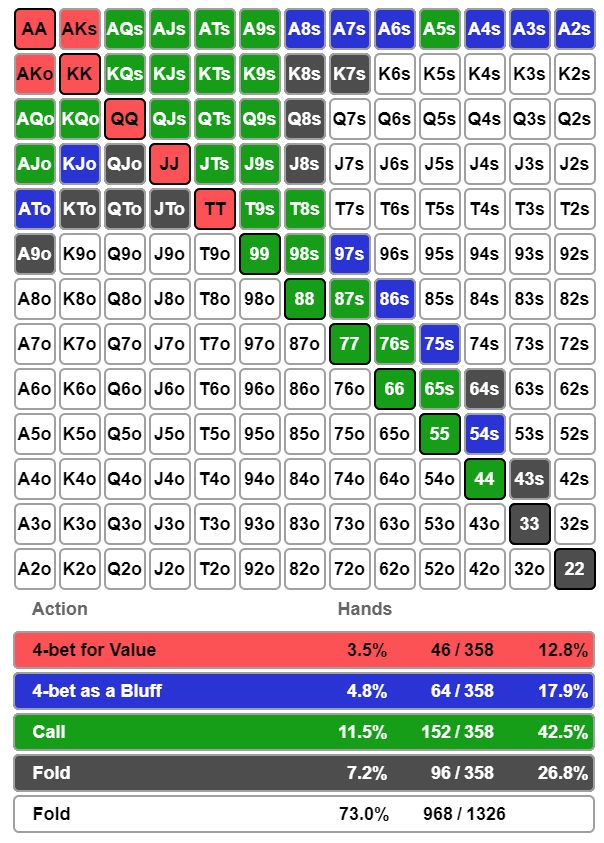 AA AKs AQs AJs ATs A9s A8s A7s A6s A5s A4s A3s A2s
AKo KK KQs KJs KTs K9s K8s K7s K6s K5s K4s K3s K2s
AQo KQo QQ QJs QTs Q9s Q8s Q7s Q6s Q5s Q4s Q3s Q2s
AJo KJo QJo JJ JTs J9s J8s J7s J6s J5s J4s J3s J2s
ATo KTo QTo JTo TT T9s T8s T7s T6s T5s T4s T3s T2s
A9o K9o Q9o J9o T9o 99 98s 97s 96s 95s 94s 93s 92s
A8o K8o Q8o J8o T8o 98o 88 87s 86s 85s 84s 83s 82s
A7o K7o Q7o J7o T7o 97o 87o 77 76s 75s 74s 73s 72s
A6o K6o Q6o J6o T6o 96o 86o 76o 66 65s 64s 63s 62s
A5o K5o Q5o J5o T5o 95o 85o 75o 65o 55 54s 53s 52s
A4o K4o Q4o J4o T4o 94o 84o 74o 64o 54o 44 43s 42s
A3o K3o Q3o J3o T3o 93o 83o 73o 63o 53o 43o 33 32s
A2o K2o Q2o J2o T2o 92o 82o 72o 62o 52o 42o 32o 22
Action Hands
4-bet for Value 3.5% 46 / 358 12.8%
4-bet as a Bluff 4.8% 64 / 358 17.9%
Call 11.5% 152 / 358 42.5%
Fold 7.2% 96 / 358 26.8%
Fold 73.0% 968 / 1326